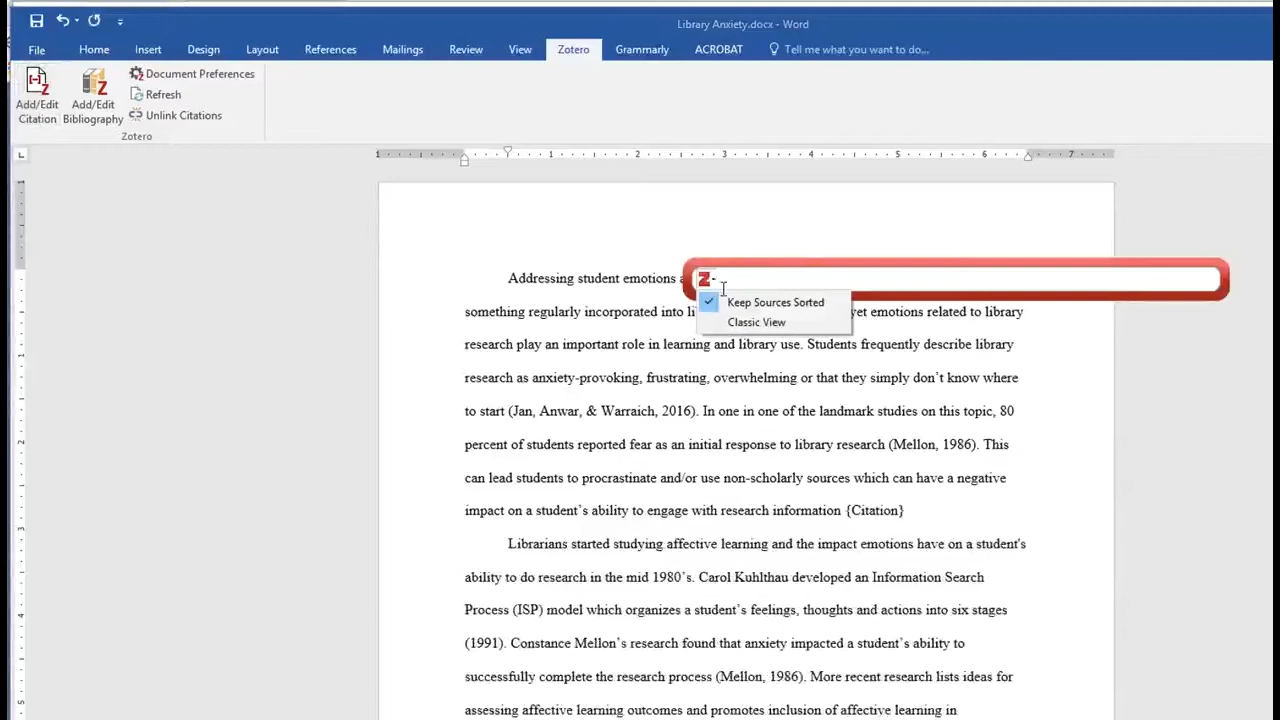 Library Anxiety.docx - Word
File Home Insert Design Layout References Mailings Review View Zotero Grammarly ACROBAT Tell me what you want to do...
Add/Edit Citation
Add/Edit Bibliography
Document Preferences
Refresh
Unlink Citations
Zotero
1 1 2 3 4 5 6 7
Addressing student emotions
Z
Keep Sources Sorted
Classic View
something regularly incorporated into li yet emotions related to library
research play an important role in learning and library use. Students frequently describe library
research as anxiety-provoking, frustrating, overwhelming or that they simply don’t know where
to start (Jan, Anwar, & Warraich, 2016). In one in one of the landmark studies on this topic, 80
percent of students reported fear as an initial response to library research (Mellon, 1986). This
can lead students to procrastinate and/or use non-scholarly sources which can have a negative
impact on a student’s ability to engage with research information {Citation}
Librarians started studying affective learning and the impact emotions have on a student's
ability to do research in the mid 1980’s. Carol Kuhlthau developed an Information Search
Process (ISP) model which organizes a student’s feelings, thoughts and actions into six stages
(1991). Constance Mellon’s research found that anxiety impacted a student’s ability to
successfully complete the research process (Mellon, 1986). More recent research lists ideas for
assessing affective learning outcomes and promotes inclusion of affective learning in